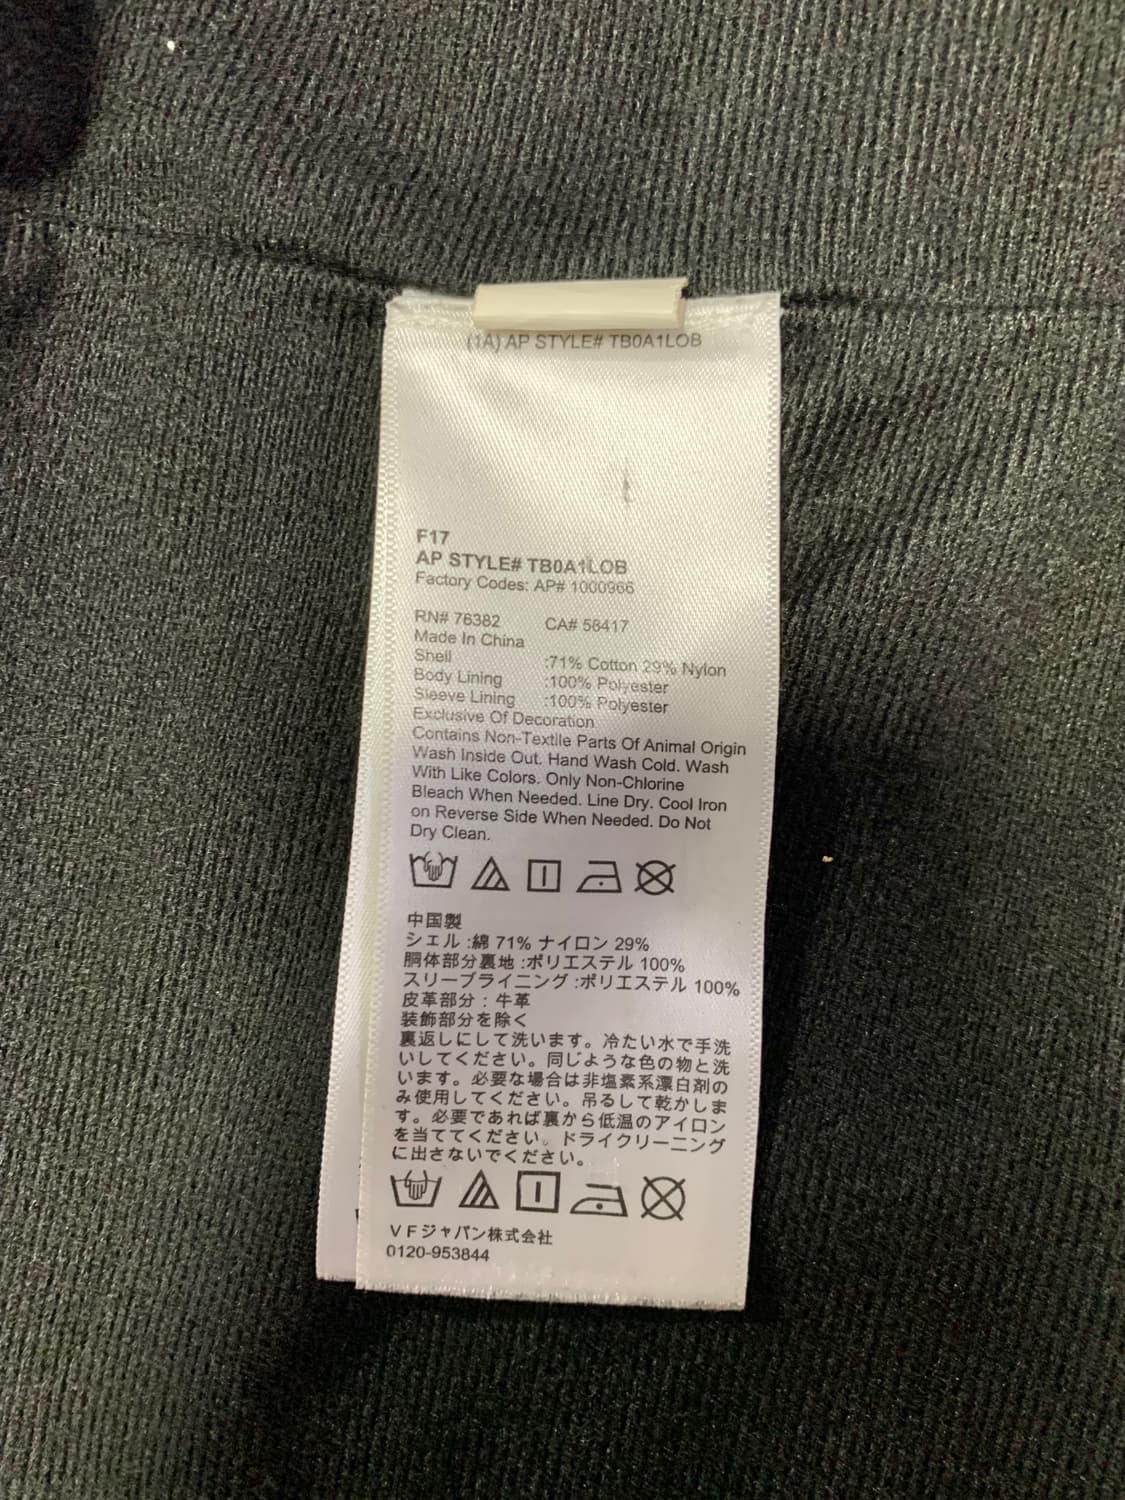 (1A) AP STYLE# TB0A1LOB
F17
AP STYLE# TB0A1LOB
Factory Codes: AP# 1000966
RN# 76382 CA# 58417
Made In China
Shell :71% Cotton 29% Nylon
Body Lining :100% Polyester
Sleeve Lining :100% Polyester
Exclusive Of Decoration
Contains Non-Textile Parts Of Animal Origin
Wash Inside Out. Hand Wash Cold. Wash
With Like Colors. Only Non-Chlorine
Bleach When Needed. Line Dry. Cool Iron
on Reverse Side When Needed. Do Not
Dry Clean.
中国製
シェル :綿 71% ナイロン 29%
胴体部分裏地 :ポリエステル 100%
スリーブライニング :ポリエステル 100%
皮革部分 : 牛革
装飾部分を除く
裏返しにして洗います。冷たい水で手洗
いしてください。同じような色の物と洗
います。必要な場合は非塩素系漂白剤の
み使用してください。吊るして乾かしま
す。必要であれば裏から低温のアイロン
を当ててください。ドライクリーニング
に出さないでください。
VFジャパン株式会社
0120-953844